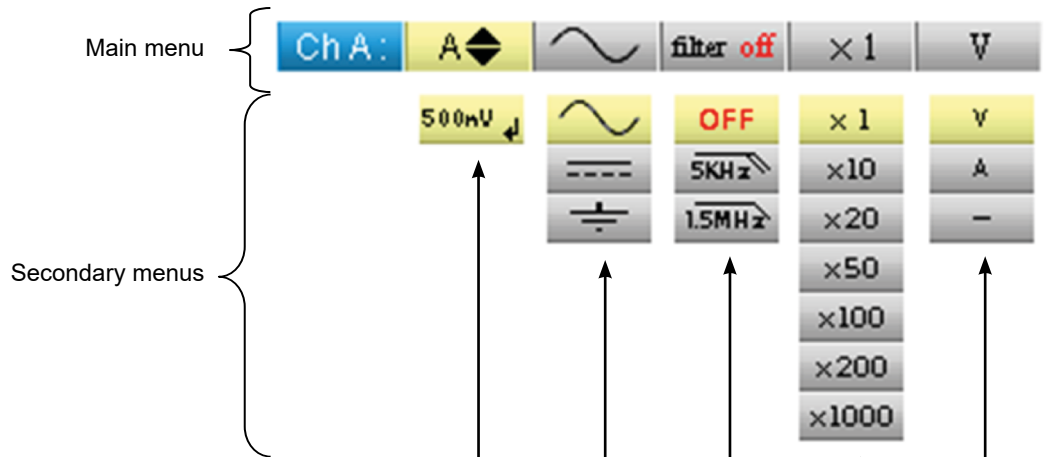 Main menu
Ch A : A filter off ×1 V
Secondary menus
500mV OFF ×1 V
5KHz ×10 A
1.5MHz ×20 –
×50
×100
×200
×1000